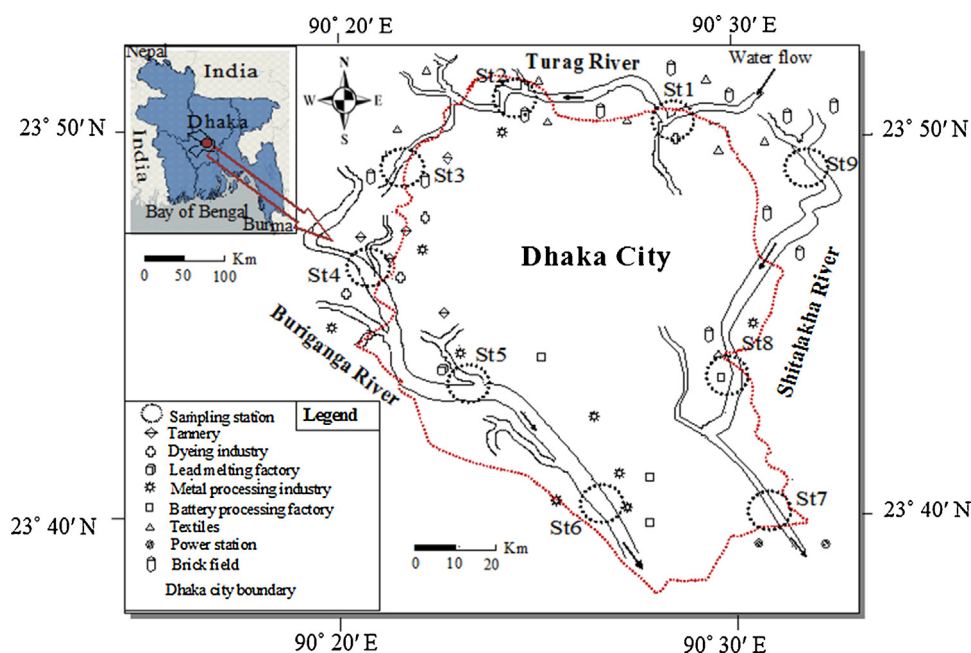 90° 20' E
90° 30' E
Nepal
India
Dhaka
India
Bay of Bengal
Burma
0 50 100 Km
N
W E
S
St2
Turag River
St1
Water flow
23° 50' N
23° 50' N
St3
St9
Dhaka City
St4
Buriganga River
St5
St8
Shitalakha River
Legend
Sampling station
Tannery
Dyeing industry
Lead melting factory
Metal processing industry
Battery processing factory
Textiles
Power station
Brick field
Dhaka city boundary
St6
St7
23° 40' N
23° 40' N
Km
0 10 20
90° 20' E
90° 30' E